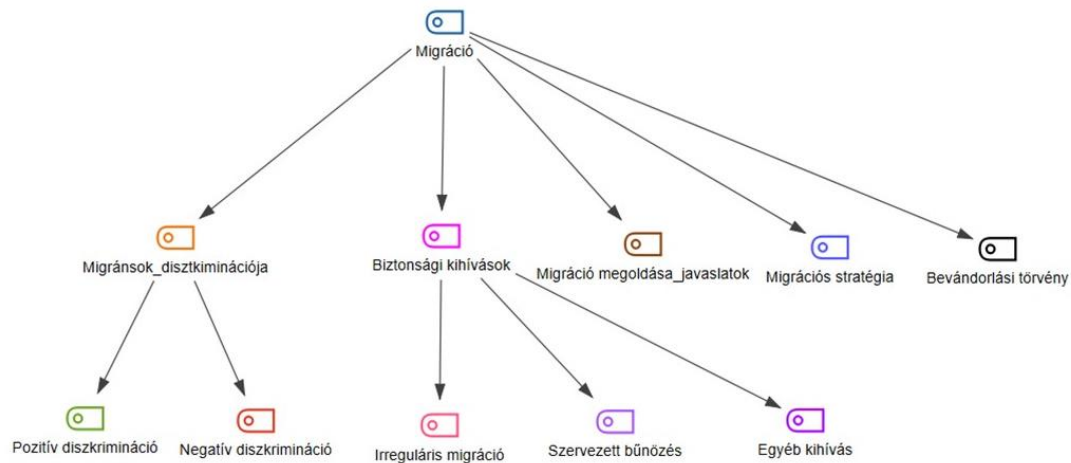 Migráció
Migránsok_disztkiminációja
Biztonsági kihívások
Migráció megoldása_javaslatok
Migrációs stratégia
Bevándorlási törvény
Pozitív diszkrimináció
Negatív diszkrimináció
Irreguláris migráció
Szervezett bűnözés
Egyéb kihívás